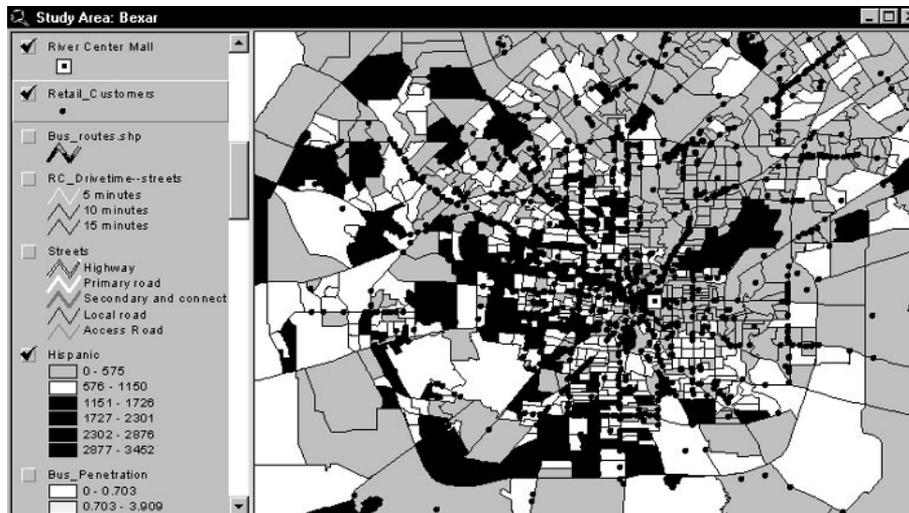 Study Area: Bexar
River Center Mall
Retail_Customers
Bus_routes.shp
RC_Drivetime--streets
5 minutes
10 minutes
15 minutes
Streets
Highway
Primary road
Secondary and connect
Local road
Access Road
Hispanic
0 - 575
576 - 1150
1151 - 1726
1727 - 2301
2302 - 2876
2877 - 3452
Bus_Penetration
0 - 0.703
0.703 - 3.909